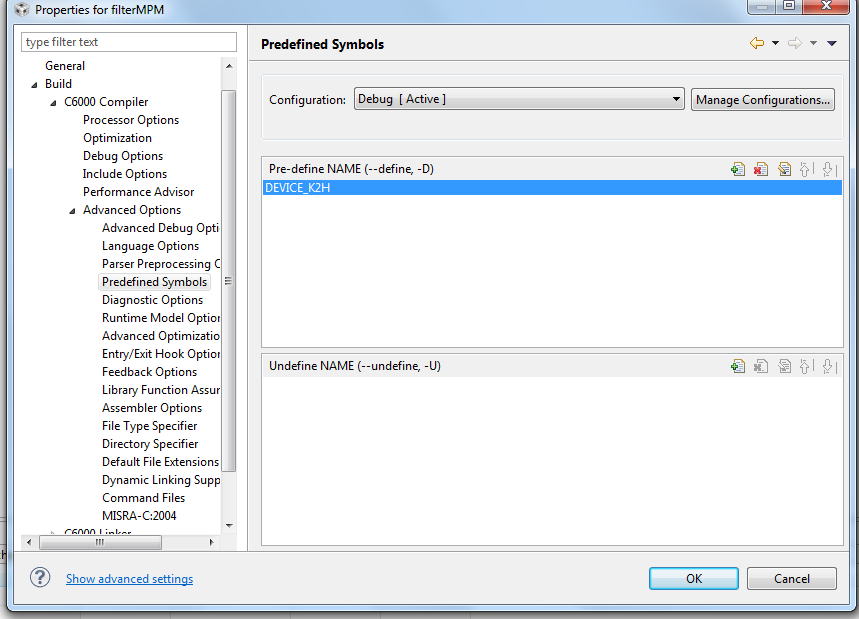 Properties for filterMPM
type filter text
General
Build
C6000 Compiler
Processor Options
Optimization
Debug Options
Include Options
Performance Advisor
Advanced Options
Advanced Debug Opti
Language Options
Parser Preprocessing C
Predefined Symbols
Diagnostic Options
Runtime Model Option
Advanced Optimizatio
Entry/Exit Hook Option
Feedback Options
Library Function Assur
Assembler Options
File Type Specifier
Directory Specifier
Default File Extensions
Dynamic Linking Supp
Command Files
MISRA-C:2004
C6000 Linker
Predefined Symbols
Configuration: Debug [ Active ] Manage Configurations...
Pre-define NAME (--define, -D)
DEVICE_K2H
Undefine NAME (--undefine, -U)
Show advanced settings
OK Cancel